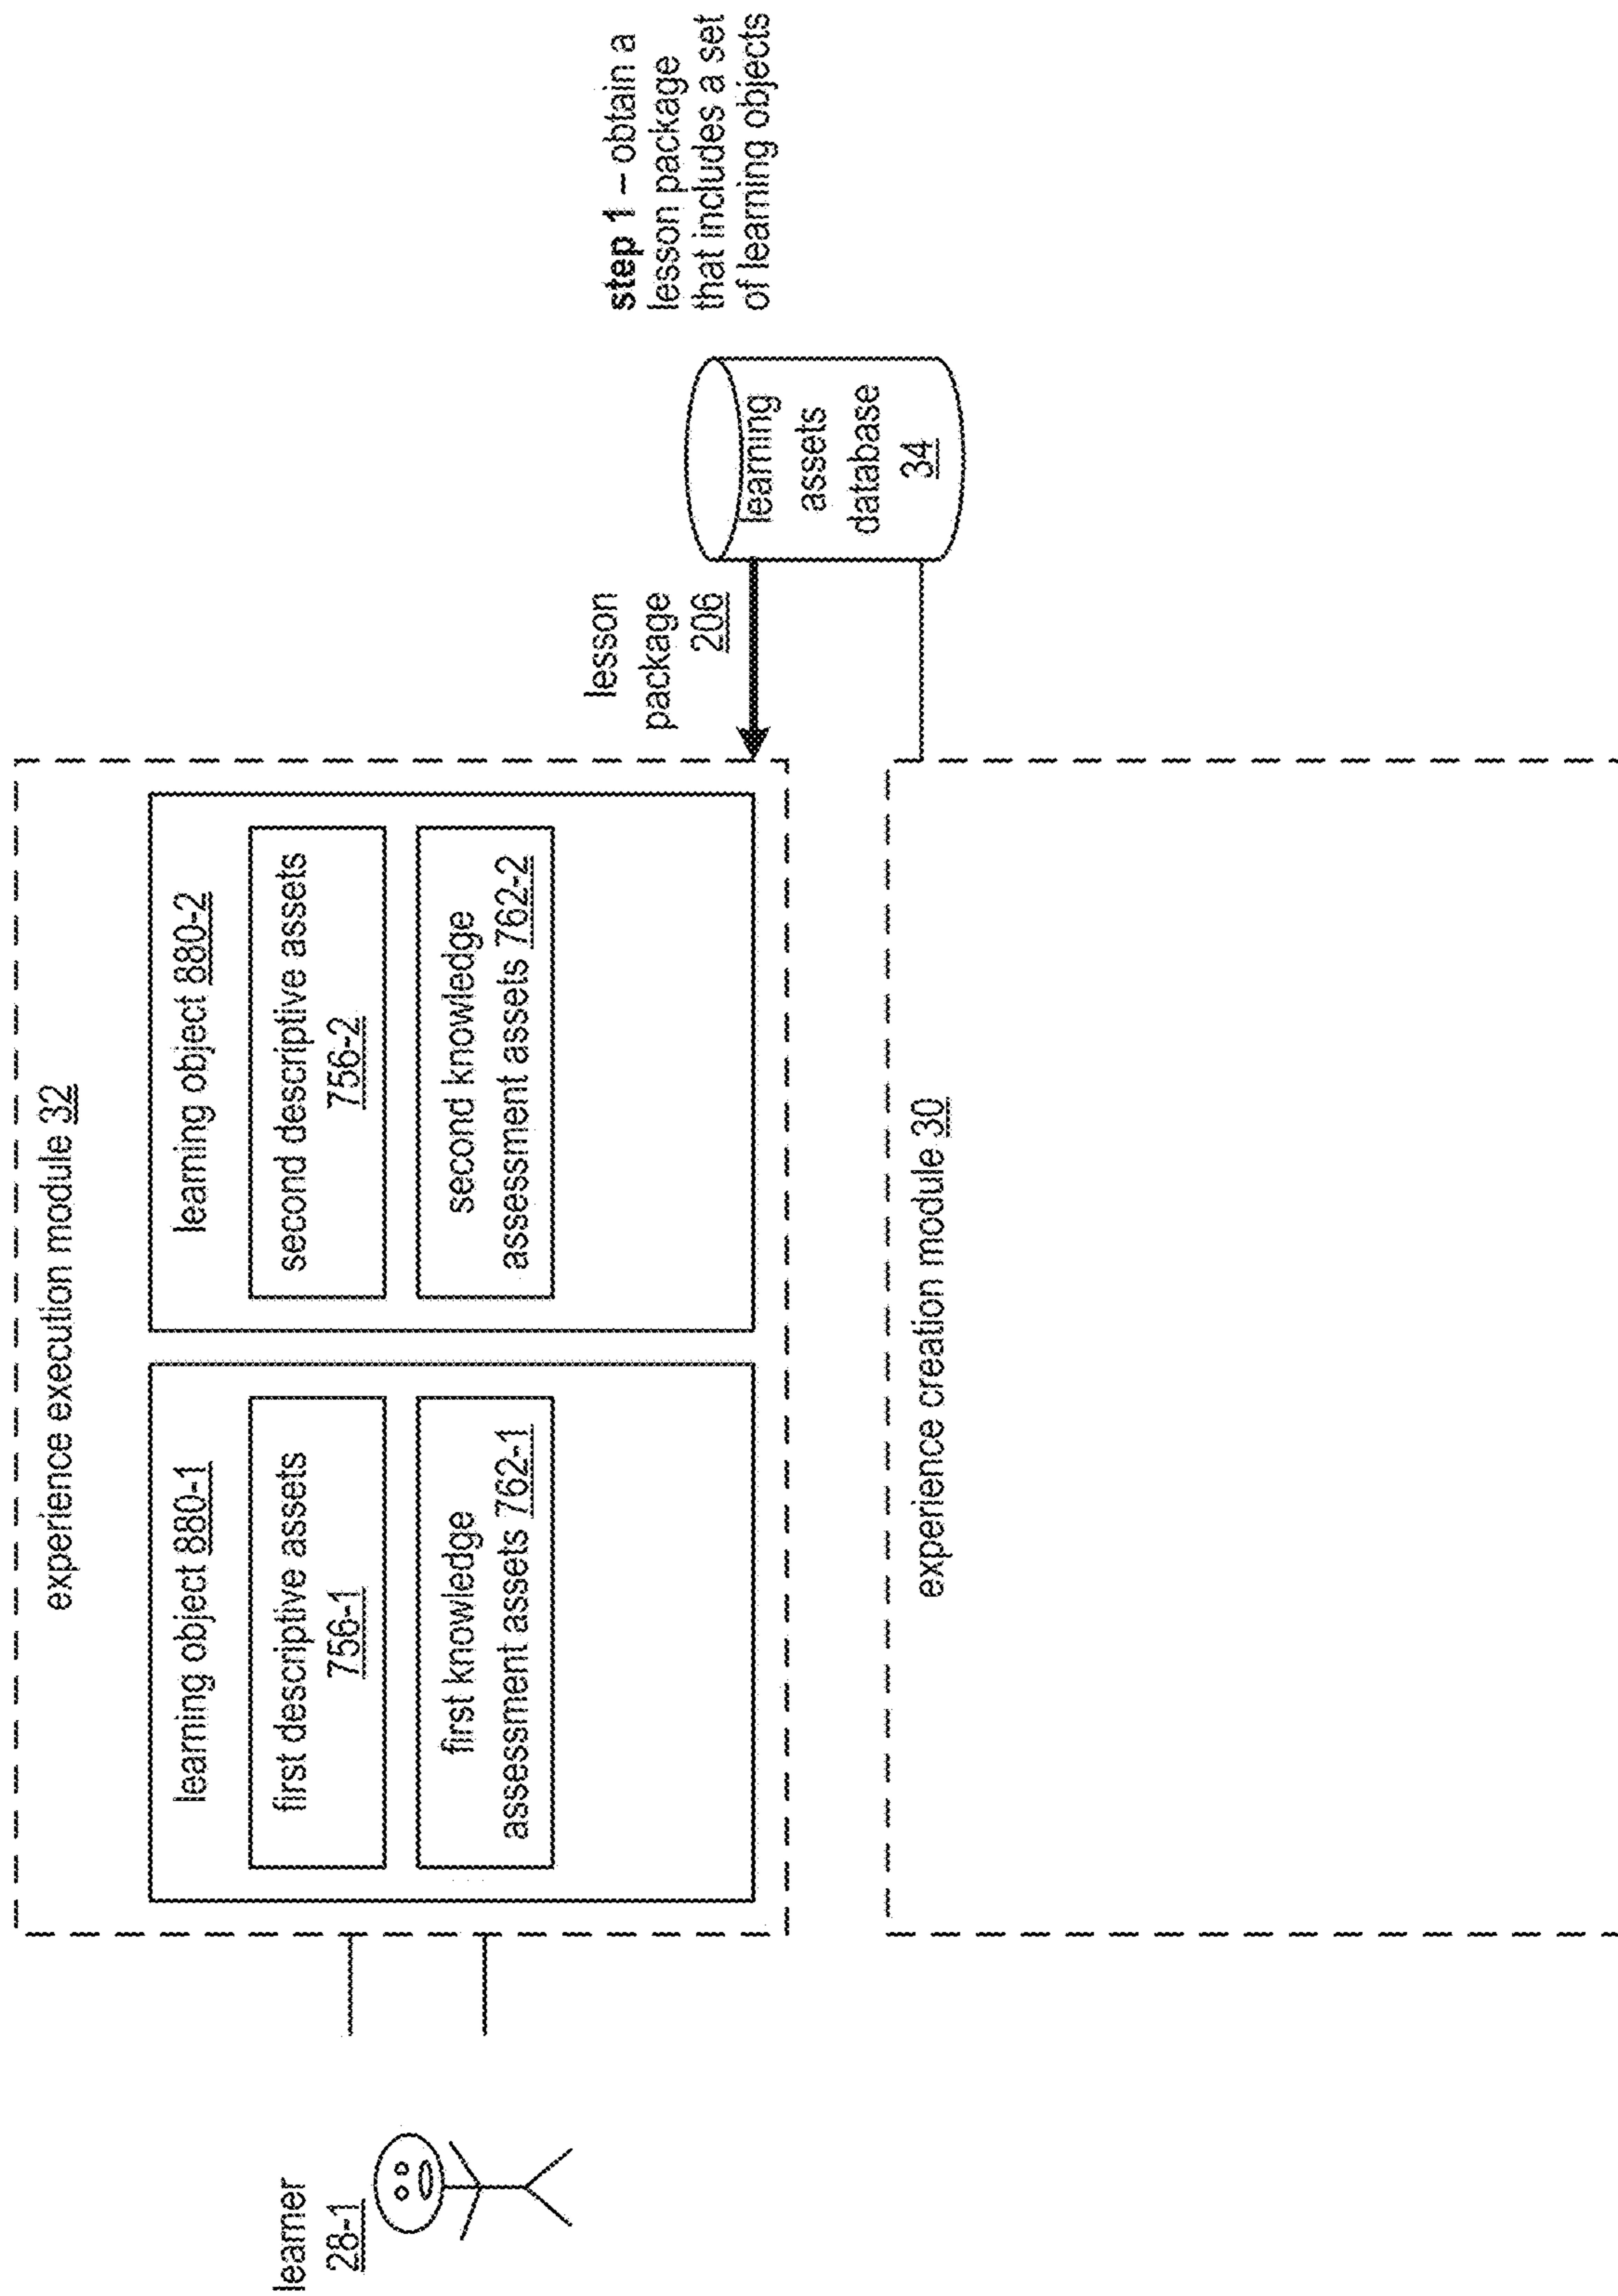 experience execution module 32
learning object 880-1
first descriptive assets
756-1
first knowledge
assessment assets 762-1
learning object 880-2
second descriptive assets
756-2
second knowledge
assessment assets 762-2
learner
28-1
lesson
package
206
step 1 – obtain a
lesson package
that includes a set
of learning objects
learning
assets
database
34
experience creation module 30